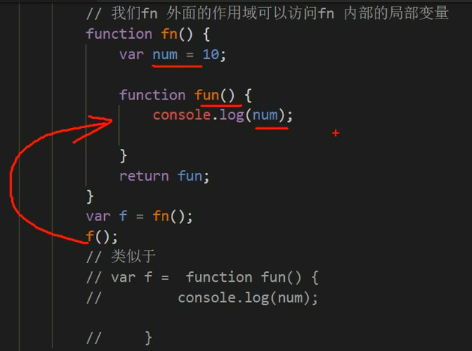 // 我们fn 外面的作用域可以访问fn 内部的局部变量
function fn() {
var num = 10;
function fun() {
console.log(num);
}
return fun;
}
var f = fn();
f();
// 类似于
// var f =  function fun() {
//         console.log(num);
//     }